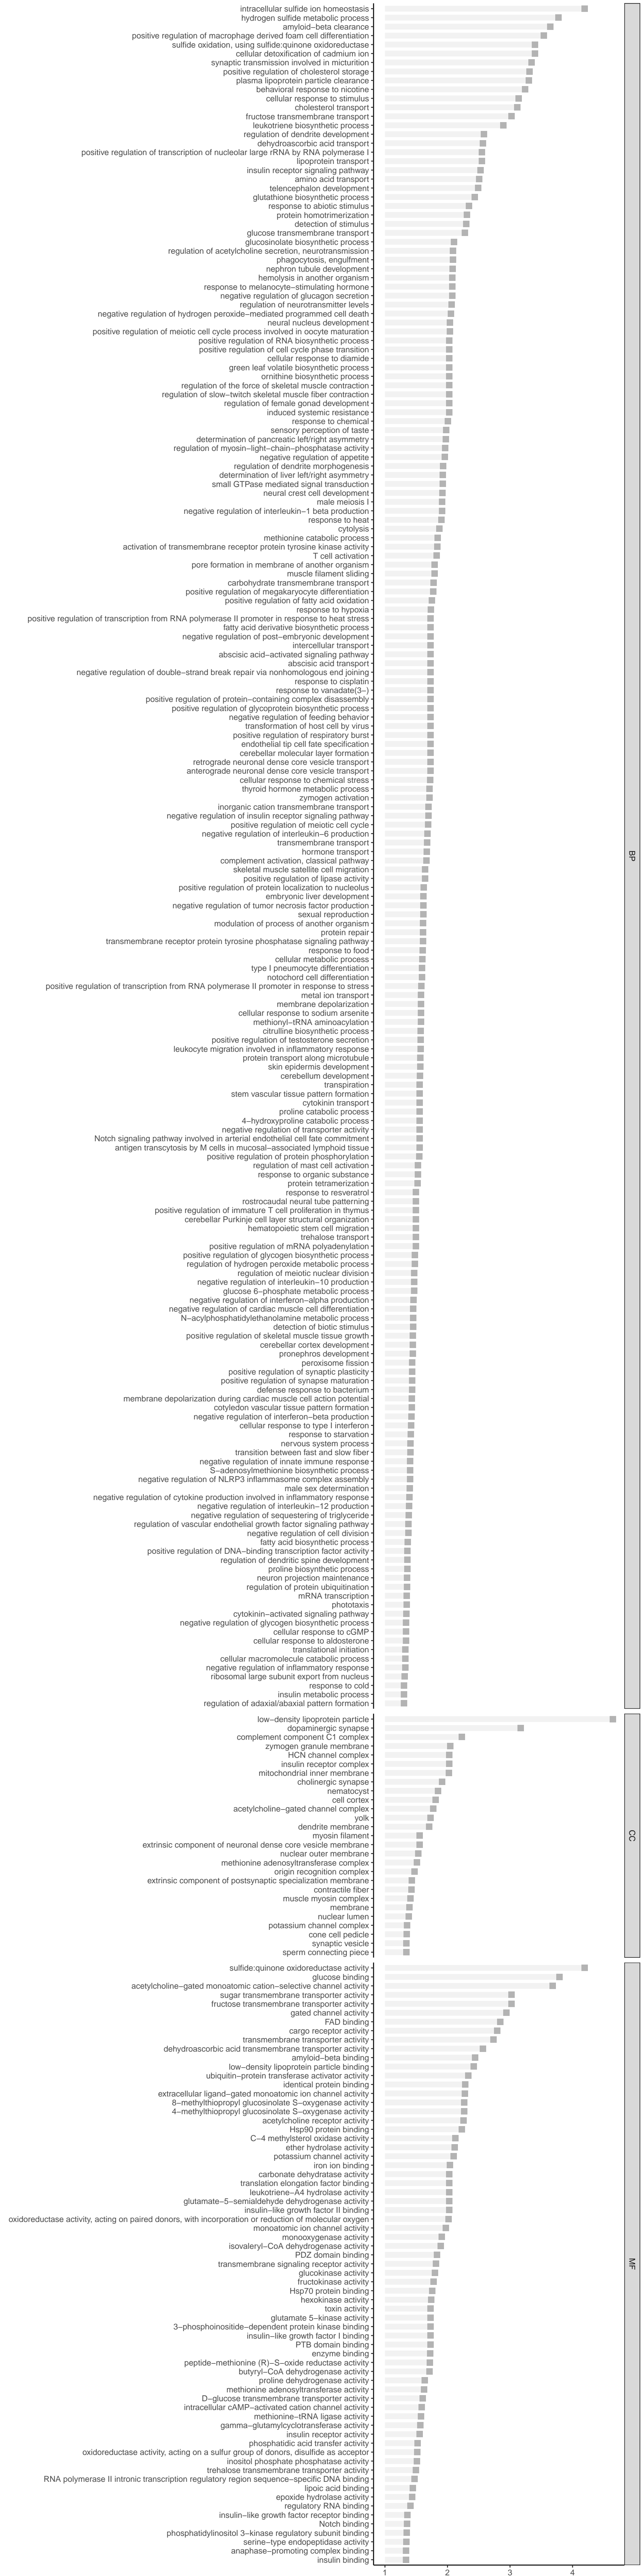 intracellular sulfide ion homeostasis
hydrogen sulfide metabolic process
amyloid−beta clearance
positive regulation of macrophage derived foam cell differentiation
sulfide oxidation, using sulfide:quinone oxidoreductase
cellular detoxification of cadmium ion
synaptic transmission involved in micturition
positive regulation of cholesterol storage
plasma lipoprotein particle clearance
behavioral response to nicotine
cellular response to stimulus
cholesterol transport
fructose transmembrane transport
leukotriene biosynthetic process
regulation of dendrite development
dehydroascorbic acid transport
positive regulation of transcription of nucleolar large rRNA by RNA polymerase I
lipoprotein transport
insulin receptor signaling pathway
amino acid transport
telencephalon development
glutathione biosynthetic process
response to abiotic stimulus
protein homotrimerization
detection of stimulus
glucose transmembrane transport
glucosinolate biosynthetic process
regulation of acetylcholine secretion, neurotransmission
phagocytosis, engulfment
nephron tubule development
hemolysis in another organism
response to melanocyte−stimulating hormone
negative regulation of glucagon secretion
regulation of neurotransmitter levels
negative regulation of hydrogen peroxide−mediated programmed cell death
neural nucleus development
positive regulation of meiotic cell cycle process involved in oocyte maturation
positive regulation of RNA biosynthetic process
positive regulation of cell cycle phase transition
cellular response to diamide
green leaf volatile biosynthetic process
ornithine biosynthetic process
regulation of the force of skeletal muscle contraction
regulation of slow−twitch skeletal muscle fiber contraction
regulation of female gonad development
induced systemic resistance
response to chemical
sensory perception of taste
determination of pancreatic left/right asymmetry
regulation of myosin−light−chain−phosphatase activity
negative regulation of appetite
regulation of dendrite morphogenesis
determination of liver left/right asymmetry
small GTPase mediated signal transduction
neural crest cell development
male meiosis I
negative regulation of interleukin−1 beta production
response to heat
cytolysis
methionine catabolic process
activation of transmembrane receptor protein tyrosine kinase activity
T cell activation
pore formation in membrane of another organism
muscle filament sliding
carbohydrate transmembrane transport
positive regulation of megakaryocyte differentiation
positive regulation of fatty acid oxidation
response to hypoxia
positive regulation of transcription from RNA polymerase II promoter in response to heat stress
fatty acid derivative biosynthetic process
negative regulation of post−embryonic development
intercellular transport
abscisic acid−activated signaling pathway
abscisic acid transport
negative regulation of double−strand break repair via nonhomologous end joining
response to cisplatin
response to vanadate(3−)
positive regulation of protein−containing complex disassembly
positive regulation of glycoprotein biosynthetic process
negative regulation of feeding behavior
transformation of host cell by virus
positive regulation of respiratory burst
endothelial tip cell fate specification
cerebellar molecular layer formation
retrograde neuronal dense core vesicle transport
anterograde neuronal dense core vesicle transport
cellular response to chemical stress
thyroid hormone metabolic process
zymogen activation
inorganic cation transmembrane transport
negative regulation of insulin receptor signaling pathway
positive regulation of meiotic cell cycle
negative regulation of interleukin−6 production
transmembrane transport
hormone transport
complement activation, classical pathway
skeletal muscle satellite cell migration
positive regulation of lipase activity
positive regulation of protein localization to nucleolus
embryonic liver development
negative regulation of tumor necrosis factor production
sexual reproduction
modulation of process of another organism
protein repair
transmembrane receptor protein tyrosine phosphatase signaling pathway
response to food
cellular metabolic process
type I pneumocyte differentiation
notochord cell differentiation
positive regulation of transcription from RNA polymerase II promoter in response to stress
metal ion transport
membrane depolarization
cellular response to sodium arsenite
methionyl−tRNA aminoacylation
citrulline biosynthetic process
positive regulation of testosterone secretion
leukocyte migration involved in inflammatory response
protein transport along microtubule
skin epidermis development
cerebellum development
transpiration
stem vascular tissue pattern formation
cytokinin transport
proline catabolic process
4−hydroxyproline catabolic process
negative regulation of transporter activity
Notch signaling pathway involved in arterial endothelial cell fate commitment
antigen transcytosis by M cells in mucosal−associated lymphoid tissue
positive regulation of protein phosphorylation
regulation of mast cell activation
response to organic substance
protein tetramerization
response to resveratrol
rostrocaudal neural tube patterning
positive regulation of immature T cell proliferation in thymus
cerebellar Purkinje cell layer structural organization
hematopoietic stem cell migration
trehalose transport
positive regulation of mRNA polyadenylation
positive regulation of glycogen biosynthetic process
regulation of hydrogen peroxide metabolic process
regulation of meiotic nuclear division
negative regulation of interleukin−10 production
glucose 6−phosphate metabolic process
negative regulation of interferon−alpha production
negative regulation of cardiac muscle cell differentiation
N−acylphosphatidylethanolamine metabolic process
detection of biotic stimulus
positive regulation of skeletal muscle tissue growth
cerebellar cortex development
pronephros development
peroxisome fission
positive regulation of synaptic plasticity
positive regulation of synapse maturation
defense response to bacterium
membrane depolarization during cardiac muscle cell action potential
cotyledon vascular tissue pattern formation
negative regulation of interferon−beta production
cellular response to type I interferon
response to starvation
nervous system process
transition between fast and slow fiber
negative regulation of innate immune response
S−adenosylmethionine biosynthetic process
negative regulation of NLRP3 inflammasome complex assembly
male sex determination
negative regulation of cytokine production involved in inflammatory response
negative regulation of interleukin−12 production
negative regulation of sequestering of triglyceride
regulation of vascular endothelial growth factor signaling pathway
negative regulation of cell division
fatty acid biosynthetic process
positive regulation of DNA−binding transcription factor activity
regulation of dendritic spine development
proline biosynthetic process
neuron projection maintenance
regulation of protein ubiquitination
mRNA transcription
phototaxis
cytokinin−activated signaling pathway
negative regulation of glycogen biosynthetic process
cellular response to cGMP
cellular response to aldosterone
translational initiation
cellular macromolecule catabolic process
negative regulation of inflammatory response
ribosomal large subunit export from nucleus
response to cold
insulin metabolic process
regulation of adaxial/abaxial pattern formation
BP
low−density lipoprotein particle
dopaminergic synapse
complement component C1 complex
zymogen granule membrane
HCN channel complex
insulin receptor complex
mitochondrial inner membrane
cholinergic synapse
nematocyst
cell cortex
acetylcholine−gated channel complex
yolk
dendrite membrane
myosin filament
extrinsic component of neuronal dense core vesicle membrane
nuclear outer membrane
methionine adenosyltransferase complex
origin recognition complex
extrinsic component of postsynaptic specialization membrane
contractile fiber
muscle myosin complex
membrane
nuclear lumen
potassium channel complex
cone cell pedicle
synaptic vesicle
sperm connecting piece
CC
sulfide:quinone oxidoreductase activity
glucose binding
acetylcholine−gated monoatomic cation−selective channel activity
sugar transmembrane transporter activity
fructose transmembrane transporter activity
gated channel activity
FAD binding
cargo receptor activity
transmembrane transporter activity
dehydroascorbic acid transmembrane transporter activity
amyloid−beta binding
low−density lipoprotein particle binding
ubiquitin−protein transferase activator activity
identical protein binding
extracellular ligand−gated monoatomic ion channel activity
8−methylthiopropyl glucosinolate S−oxygenase activity
4−methylthiopropyl glucosinolate S−oxygenase activity
acetylcholine receptor activity
Hsp90 protein binding
C−4 methylsterol oxidase activity
ether hydrolase activity
potassium channel activity
iron ion binding
carbonate dehydratase activity
translation elongation factor binding
leukotriene−A4 hydrolase activity
glutamate−5−semialdehyde dehydrogenase activity
insulin−like growth factor II binding
oxidoreductase activity, acting on paired donors, with incorporation or reduction of molecular oxygen
monoatomic ion channel activity
monooxygenase activity
isovaleryl−CoA dehydrogenase activity
PDZ domain binding
transmembrane signaling receptor activity
glucokinase activity
fructokinase activity
Hsp70 protein binding
hexokinase activity
toxin activity
glutamate 5−kinase activity
3−phosphoinositide−dependent protein kinase binding
insulin−like growth factor I binding
PTB domain binding
enzyme binding
peptide−methionine (R)−S−oxide reductase activity
butyryl−CoA dehydrogenase activity
proline dehydrogenase activity
methionine adenosyltransferase activity
D−glucose transmembrane transporter activity
intracellular cAMP−activated cation channel activity
methionine−tRNA ligase activity
gamma−glutamylcyclotransferase activity
insulin receptor activity
phosphatidic acid transfer activity
oxidoreductase activity, acting on a sulfur group of donors, disulfide as acceptor
inositol phosphate phosphatase activity
trehalose transmembrane transporter activity
RNA polymerase II intronic transcription regulatory region sequence−specific DNA binding
lipoic acid binding
epoxide hydrolase activity
regulatory RNA binding
insulin−like growth factor receptor binding
Notch binding
phosphatidylinositol 3−kinase regulatory subunit binding
serine−type endopeptidase activity
anaphase−promoting complex binding
insulin binding
MF
1 2 3 4